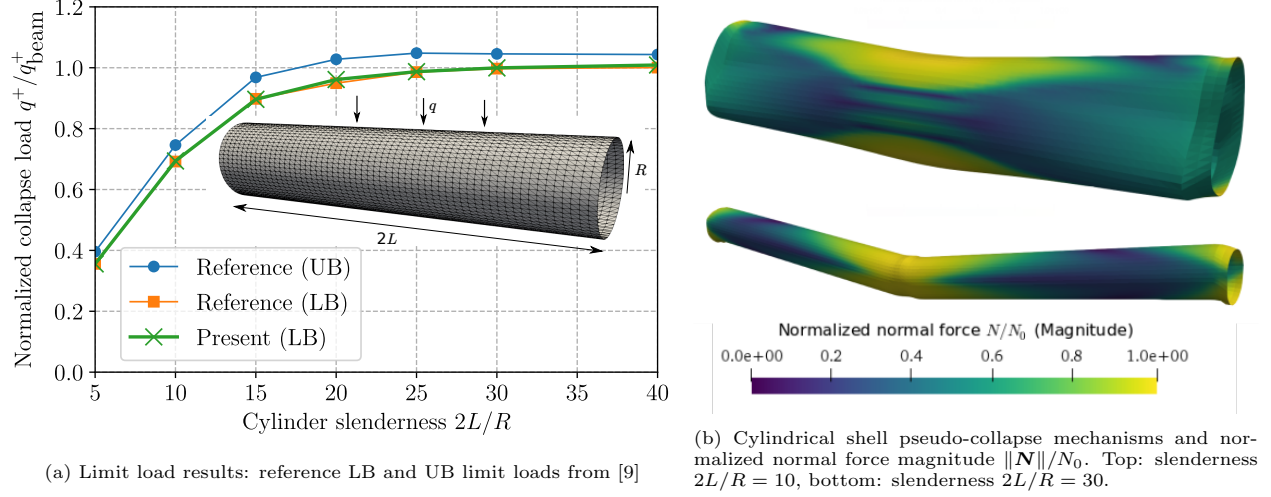 1.2
1.0
0.8
0.6
0.4
0.2
0.0
Normalized collapse load q⁺/q⁺beam
5 10 15 20 25 30 35 40
Cylinder slenderness 2L/R
Reference (UB)
Reference (LB)
Present (LB)
q
R
2L
(a) Limit load results: reference LB and UB limit loads from [9]
Normalized normal force N/N₀ (Magnitude)
0.0e+00 0.2 0.4 0.6 0.8 1.0e+00
(b) Cylindrical shell pseudo-collapse mechanisms and nor-
malized normal force magnitude ‖N‖/N₀. Top: slenderness
2L/R = 10, bottom: slenderness 2L/R = 30.